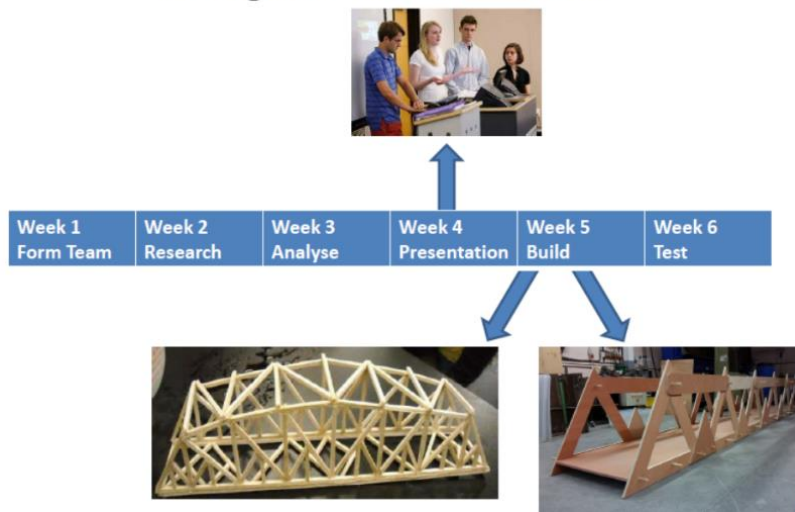 Week 1
Form Team
Week 2
Research
Week 3
Analyse
Week 4
Presentation
Week 5
Build
Week 6
Test